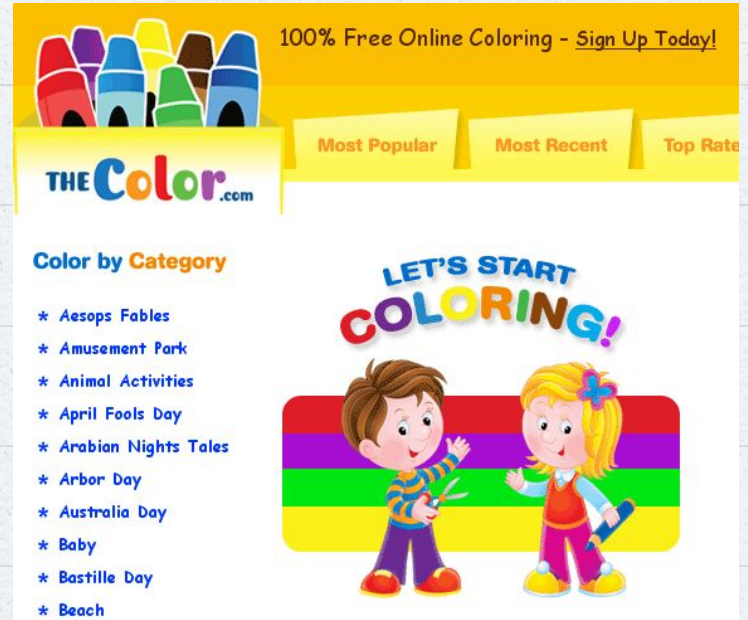 100% Free Online Coloring - Sign Up Today!
Most Popular
Most Recent
Top Rate
THE Color.com
Color by Category
* Aesops Fables
* Amusement Park
* Animal Activities
* April Fools Day
* Arabian Nights Tales
* Arbor Day
* Australia Day
* Baby
* Bastille Day
* Beach
LET'S START
COLORING!